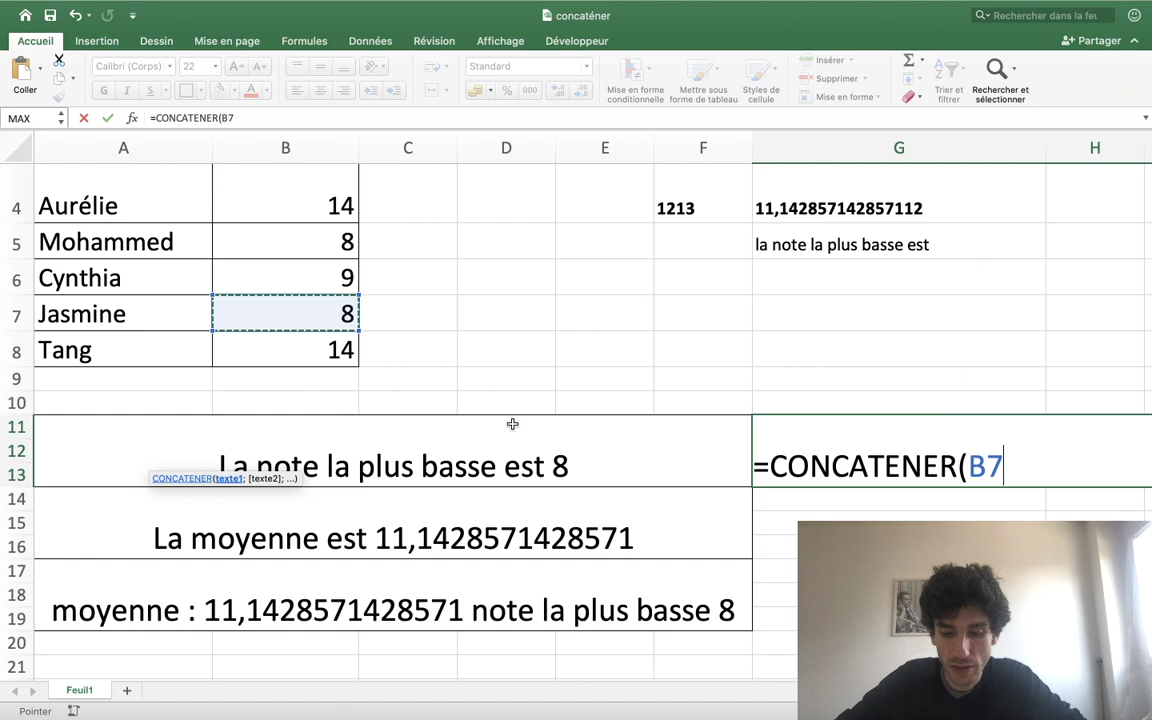 concaténer
Rechercher dans la feu
Accueil Insertion Dessin Mise en page Formules Données Révision Affichage Développeur Partager
Coller
Calibri (Corps) 22
G I S
Standard
% 000
Mise en forme conditionnelle
Mettre sous forme de tableau
Styles de cellule
Insérer
Supprimer
Mise en forme
Trier et filtrer
Rechercher et sélectionner
MAX fx =CONCATENER(B7
A B C D E F G H
4 Aurélie 14 1213 11,142857142857112
5 Mohammed 8 la note la plus basse est
6 Cynthia 9
7 Jasmine 8
8 Tang 14
9
10
11
12 La note la plus basse est 8 =CONCATENER(B7
13
CONCATENER(texte1; [texte2]; ...)
14
15 La moyenne est 11,1428571428571
16
17
18 moyenne : 11,1428571428571 note la plus basse 8
19
20
21
Feuil1
Pointer